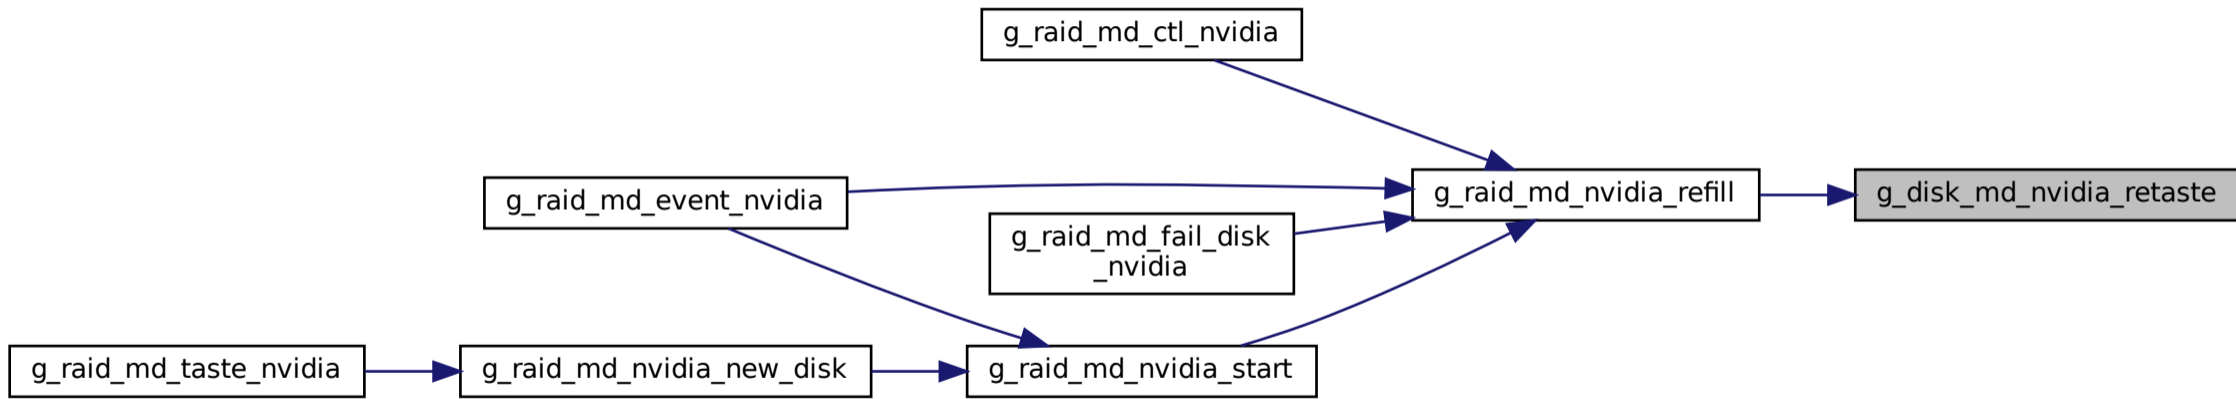 g_raid_md_ctl_nvidia
g_raid_md_nvidia_refill
g_disk_md_nvidia_retaste
g_raid_md_event_nvidia
g_raid_md_fail_disk
_nvidia
g_raid_md_taste_nvidia
g_raid_md_nvidia_new_disk
g_raid_md_nvidia_start